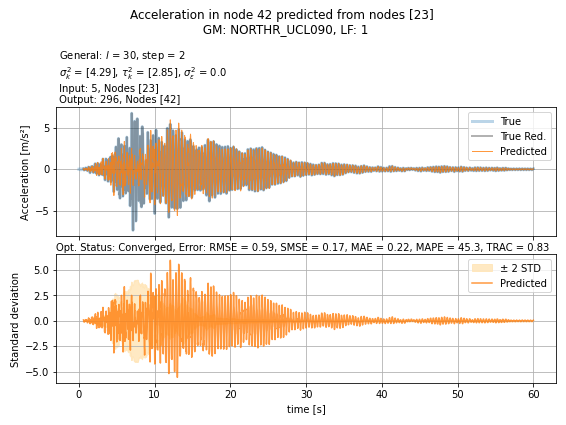 Acceleration in node 42 predicted from nodes [23]
GM: NORTHR_UCL090, LF: 1
General: l = 30, step = 2
σ²ₖ = [4.29], τ²ₖ = [2.85], σ²ε = 0.0
Input: 5, Nodes [23]
Output: 296, Nodes [42]
Acceleration [m/s²]
5
0
−5
True
True Red.
Predicted
Opt. Status: Converged, Error: RMSE = 0.59, SMSE = 0.17, MAE = 0.22, MAPE = 45.3, TRAC = 0.83
Standard deviation
5.0
2.5
0.0
−2.5
−5.0
± 2 STD
Predicted
0 10 20 30 40 50 60
time [s]